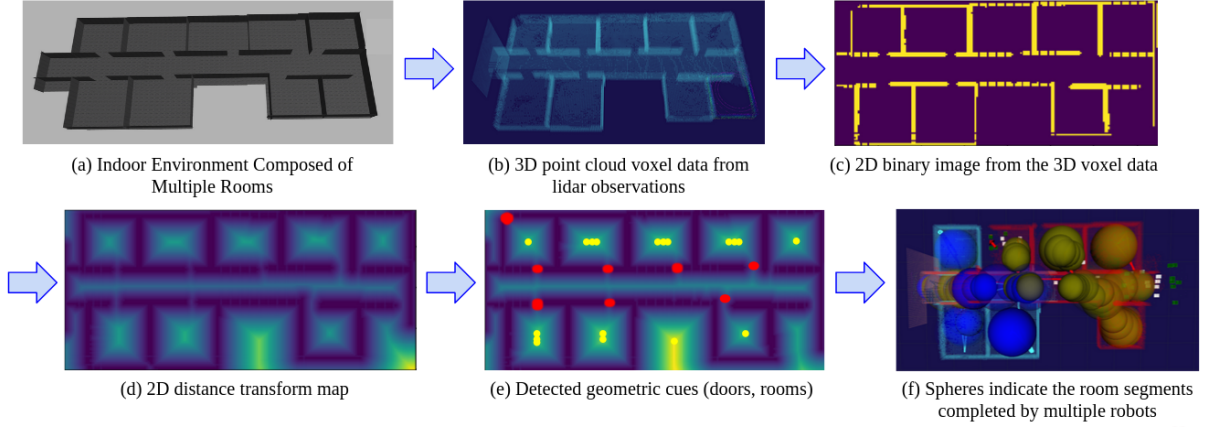 (a) Indoor Environment Composed of
Multiple Rooms
(b) 3D point cloud voxel data from
lidar observations
(c) 2D binary image from the 3D voxel data
(d) 2D distance transform map
(e) Detected geometric cues (doors, rooms)
(f) Spheres indicate the room segments
completed by multiple robots